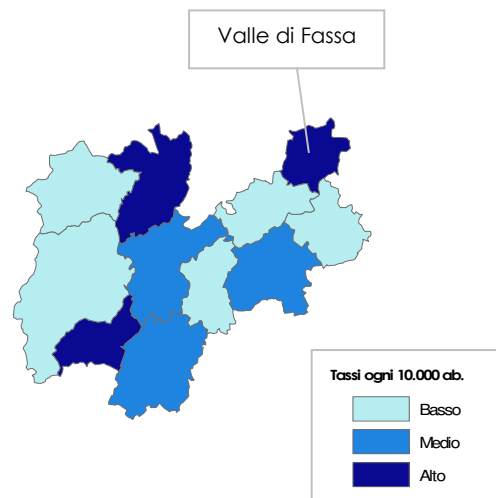 Valle di Fassa
Tassi ogni 10.000 ab.
Basso
Medio
Alto